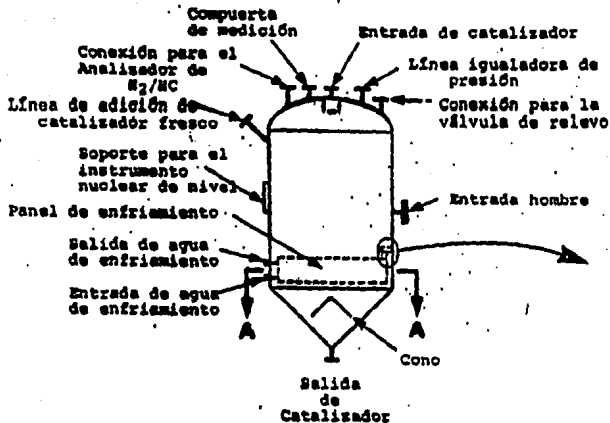 Compuerta
de medición
Entrada de catalizador
Conexión para el
Analizador de
N2/HC
Línea igualadora de
presión
Línea de adición de
catalizador fresco
Conexión para la
válvula de relevo
Soporte para el
instrumento
nuclear de nivel
Entrada hombre
Panel de enfriamiento
Salida de agua
de enfriamiento
Entrada de agua
de enfriamiento
A
A
Cono
Salida
de
Catalizador